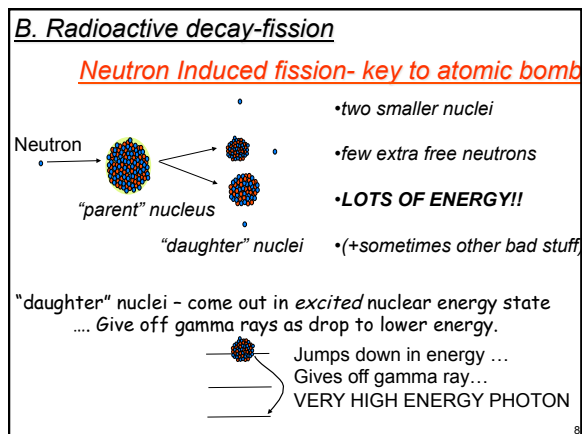 B. Radioactive decay-fission
Neutron Induced fission- key to atomic bomb
•two smaller nuclei
Neutron
•few extra free neutrons
"parent" nucleus
•LOTS OF ENERGY!!
"daughter" nuclei
•(+sometimes other bad stuff)
"daughter" nuclei – come out in excited nuclear energy state
…. Give off gamma rays as drop to lower energy.
Jumps down in energy …
Gives off gamma ray…
VERY HIGH ENERGY PHOTON
8